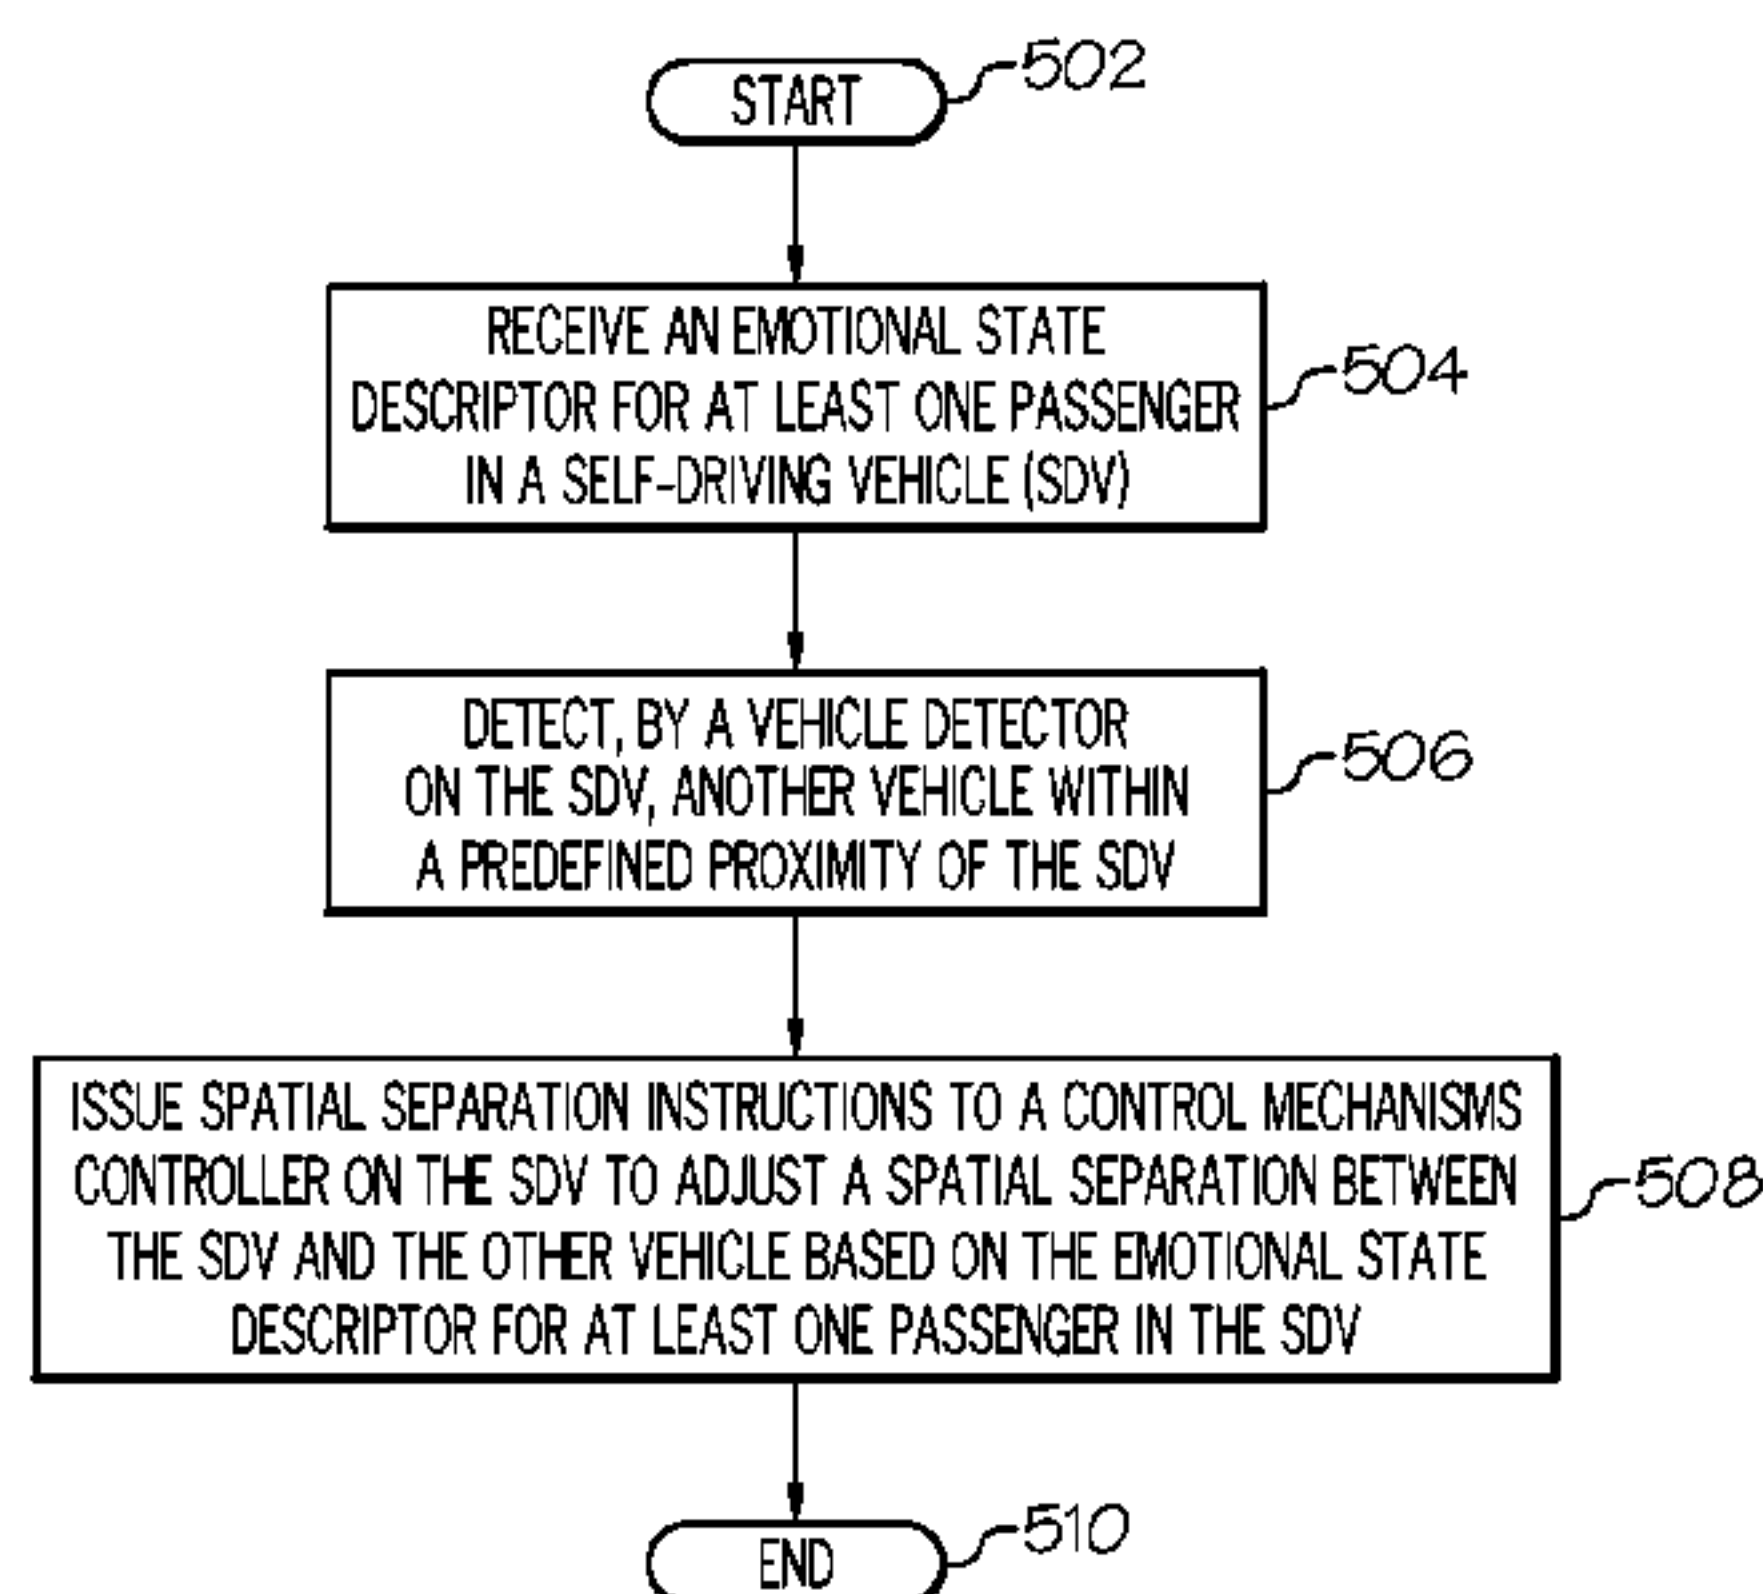 START
502
RECEIVE AN EMOTIONAL STATE
DESCRIPTOR FOR AT LEAST ONE PASSENGER
IN A SELF-DRIVING VEHICLE (SDV)
504
DETECT, BY A VEHICLE DETECTOR
ON THE SDV, ANOTHER VEHICLE WITHIN
A PREDEFINED PROXIMITY OF THE SDV
506
ISSUE SPATIAL SEPARATION INSTRUCTIONS TO A CONTROL MECHANISMS
CONTROLLER ON THE SDV TO ADJUST A SPATIAL SEPARATION BETWEEN
THE SDV AND THE OTHER VEHICLE BASED ON THE EMOTIONAL STATE
DESCRIPTOR FOR AT LEAST ONE PASSENGER IN THE SDV
508
END
510